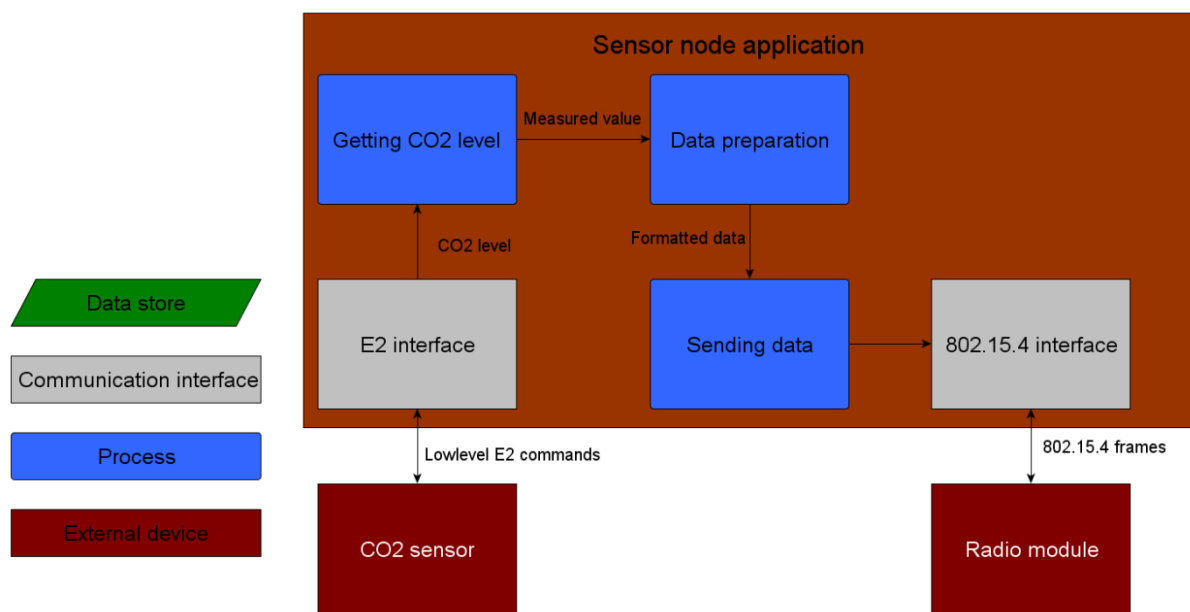 Sensor node application
Getting CO2 level
Measured value
Data preparation
CO2 level
Formatted data
Data store
Communication interface
Process
External device
E2 interface
Sending data
802.15.4 interface
Lowlevel E2 commands
802.15.4 frames
CO2 sensor
Radio module